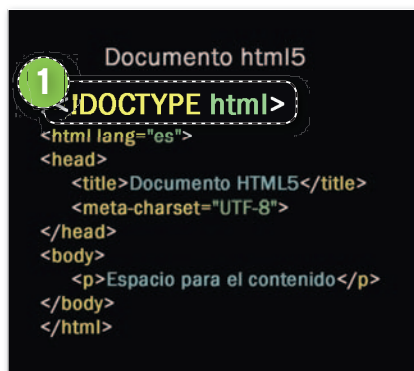 Documento html5
1
<!DOCTYPE html>
<html lang="es">
<head>
<title>Documento HTML5</title>
<meta-charset="UTF-8">
</head>
<body>
<p>Espacio para el contenido</p>
</body>
</html>